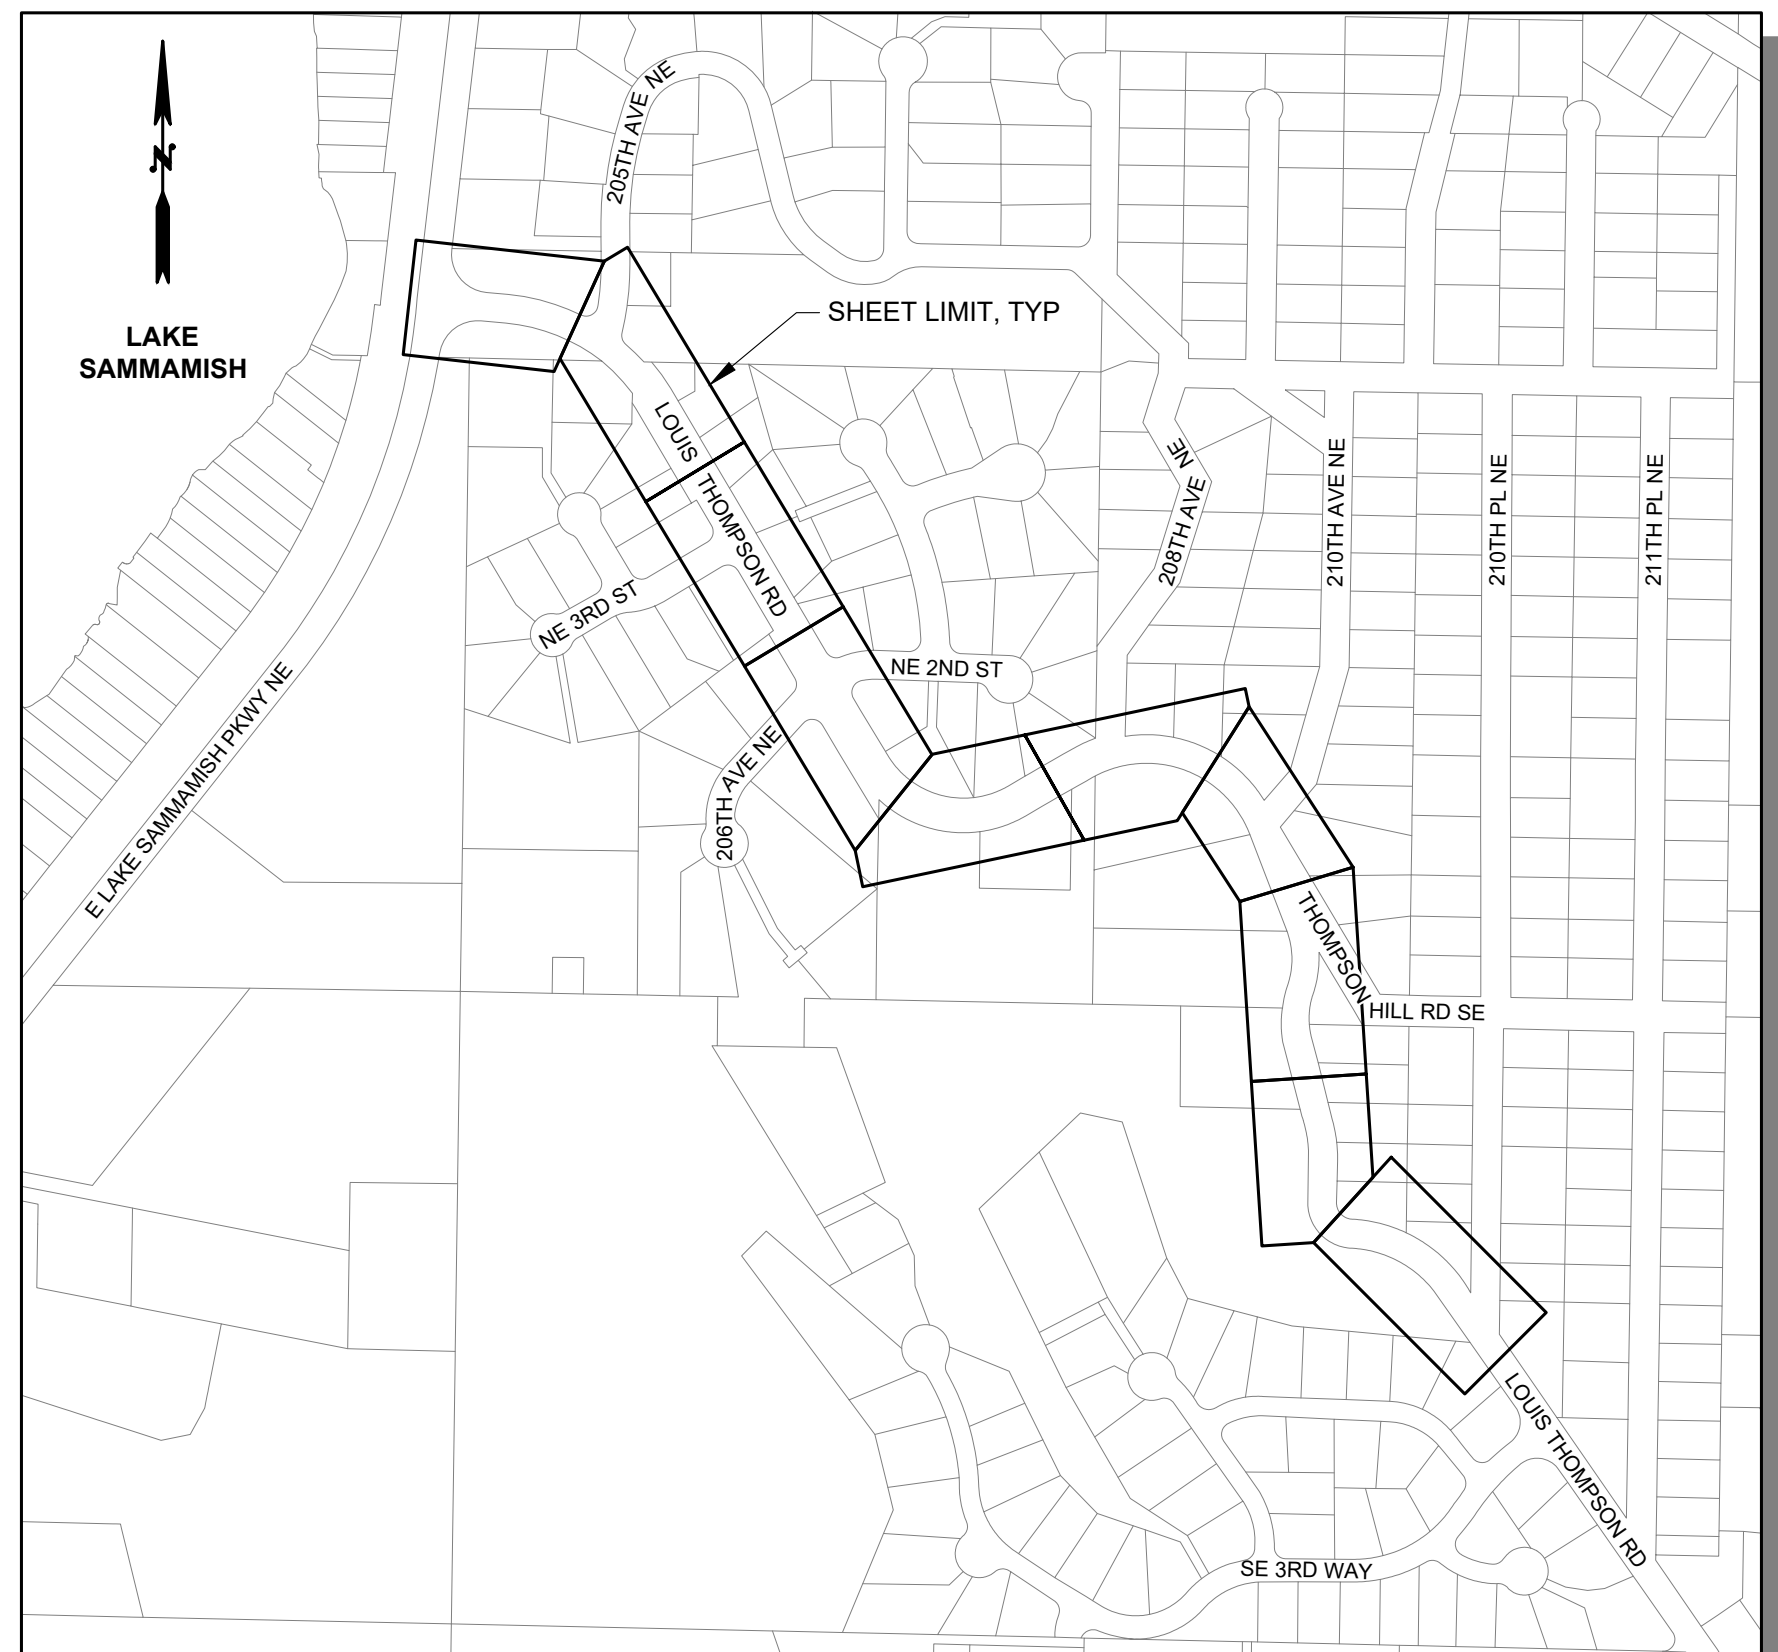 205TH AVE NE
N
LAKE
SAMMAMISH
SHEET LIMIT, TYP
LOUIS THOMPSON RD
208TH AVE NE
210TH AVE NE
210TH PL NE
211TH PL NE
NE 3RD ST
NE 2ND ST
E LAKE SAMMAMISH PKWY NE
206TH AVE NE
THOMPSON HILL RD SE
LOUIS THOMPSON RD
SE 3RD WAY